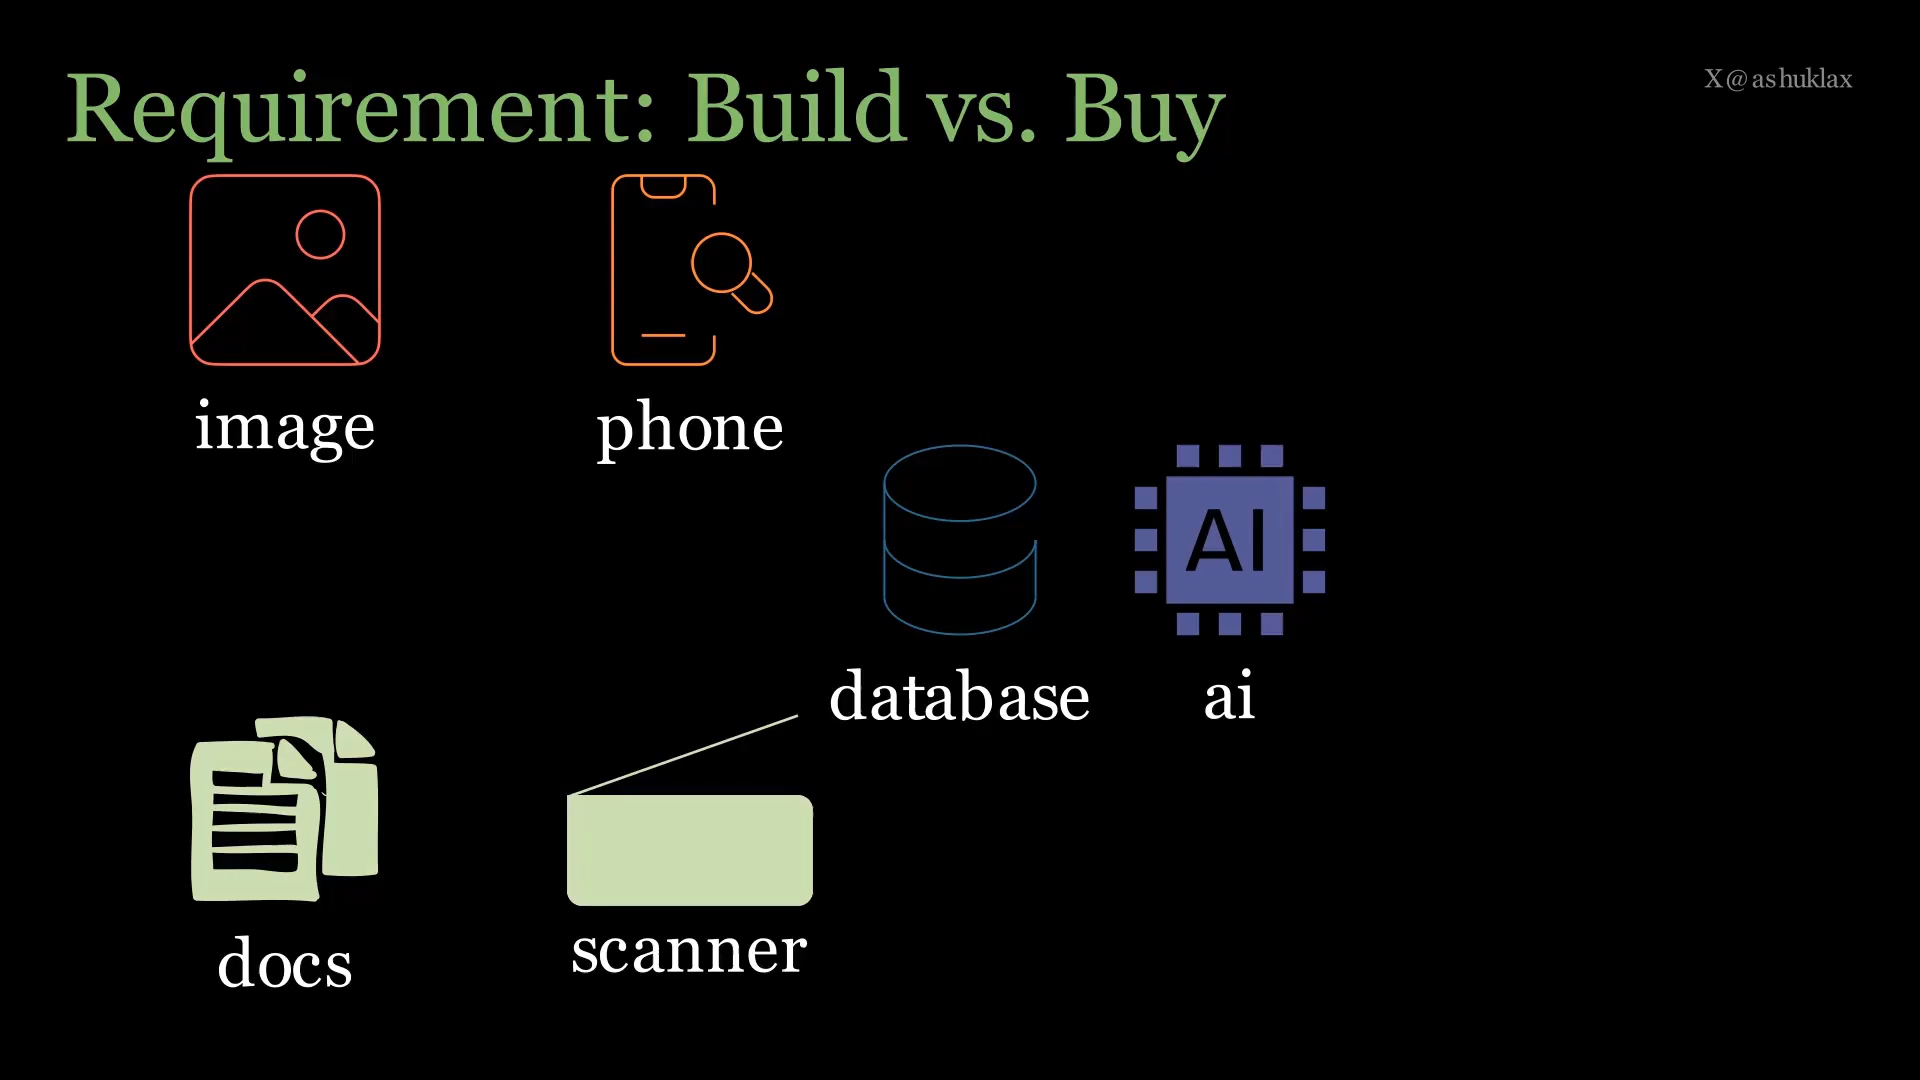 Requirement: Build vs. Buy
X@ashuklax
image
phone
AI
database
ai
docs
scanner